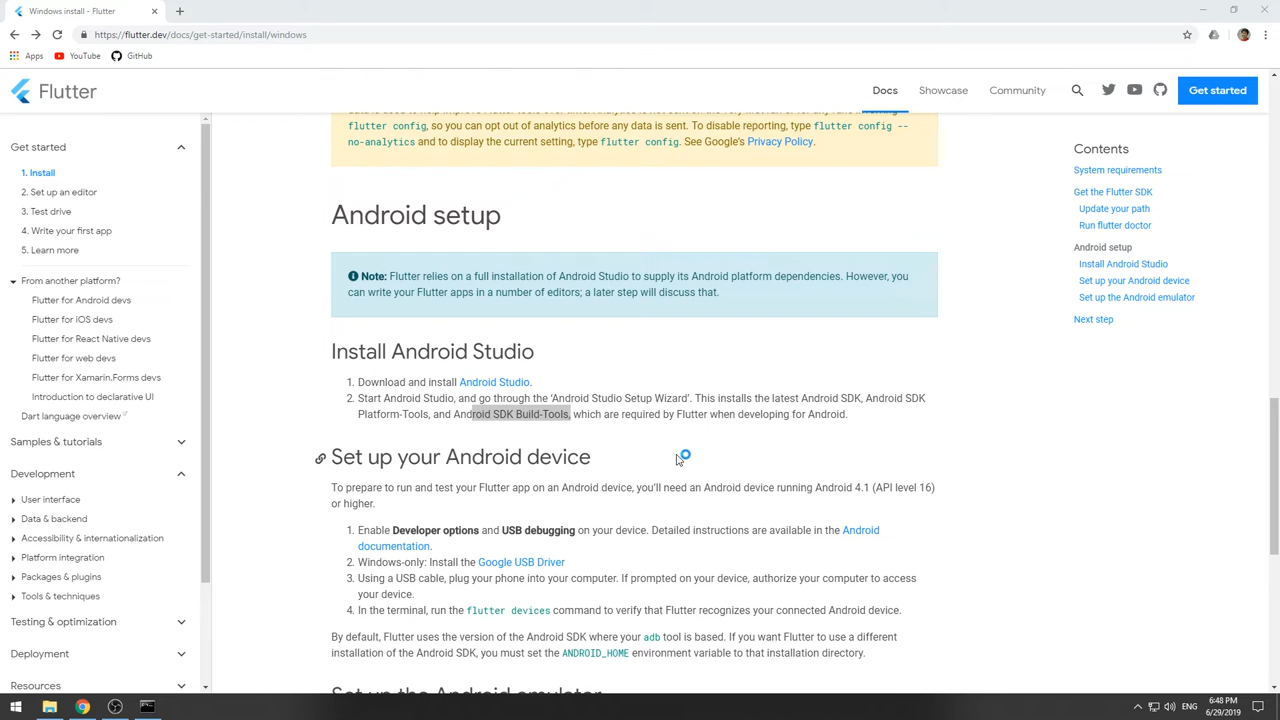 Windows install - Flutter
https://flutter.dev/docs/get-started/install/windows
Apps YouTube GitHub
Flutter
Docs Showcase Community Get started
Get started
1. Install
2. Set up an editor
3. Test drive
4. Write your first app
5. Learn more
From another platform?
Flutter for Android devs
Flutter for iOS devs
Flutter for React Native devs
Flutter for web devs
Flutter for Xamarin.Forms devs
Introduction to declarative UI
Dart language overview
Samples & tutorials
Development
User interface
Data & backend
Accessibility & internationalization
Platform integration
Packages & plugins
Tools & techniques
Testing & optimization
Deployment
Resources
flutter config, so you can opt out of analytics before any data is sent. To disable reporting, type flutter config --
no-analytics and to display the current setting, type flutter config. See Google's Privacy Policy.
Android setup
Note: Flutter relies on a full installation of Android Studio to supply its Android platform dependencies. However, you
can write your Flutter apps in a number of editors; a later step will discuss that.
Install Android Studio
1. Download and install Android Studio.
2. Start Android Studio, and go through the ‘Android Studio Setup Wizard’. This installs the latest Android SDK, Android SDK
Platform-Tools, and Android SDK Build-Tools, which are required by Flutter when developing for Android.
Set up your Android device
To prepare to run and test your Flutter app on an Android device, you’ll need an Android device running Android 4.1 (API level 16)
or higher.
1. Enable Developer options and USB debugging on your device. Detailed instructions are available in the Android
documentation.
2. Windows-only: Install the Google USB Driver
3. Using a USB cable, plug your phone into your computer. If prompted on your device, authorize your computer to access
your device.
4. In the terminal, run the flutter devices command to verify that Flutter recognizes your connected Android device.
By default, Flutter uses the version of the Android SDK where your adb tool is based. If you want Flutter to use a different
installation of the Android SDK, you must set the ANDROID_HOME environment variable to that installation directory.
Set up the Android emulator
Contents
System requirements
Get the Flutter SDK
Update your path
Run flutter doctor
Android setup
Install Android Studio
Set up your Android device
Set up the Android emulator
Next step
ENG
6:48 PM
6/29/2019